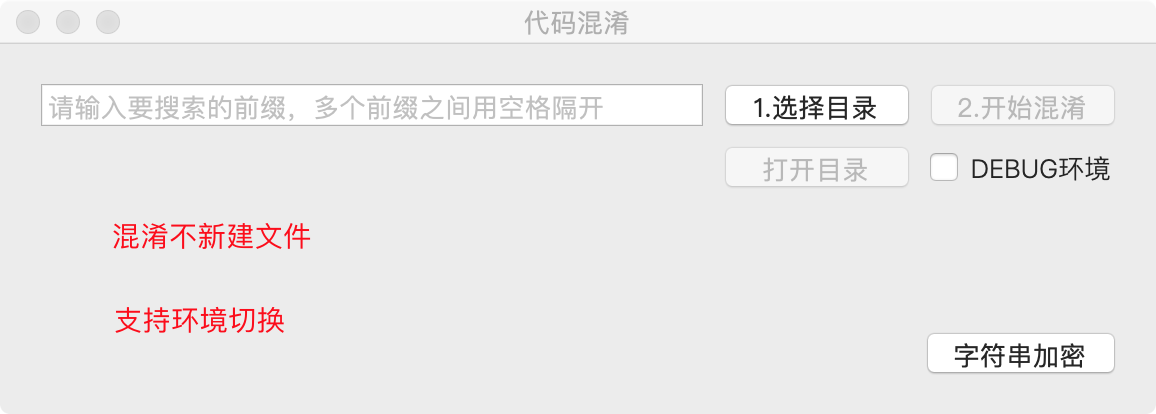 代码混淆
请输入要搜索的前缀，多个前缀之间用空格隔开
1.选择目录
2.开始混淆
打开目录
DEBUG环境
混淆不新建文件
支持环境切换
字符串加密